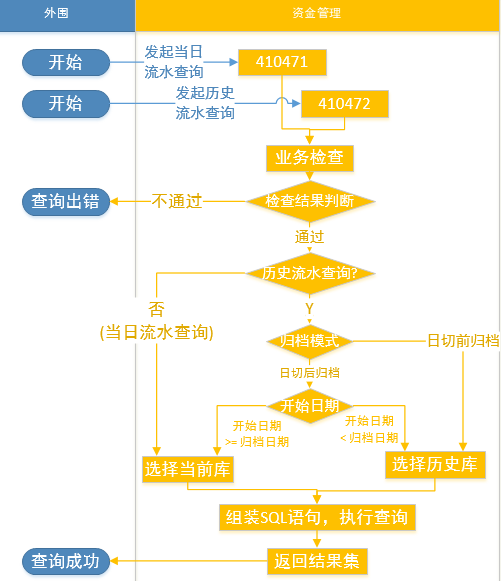 外围
资金管理
开始
发起当日
流水查询
410471
开始
发起历史
流水查询
410472
业务检查
查询出错
不通过
检查结果判断
通过
历史流水查询?
否
(当日流水查询)
Y
归档模式
日切前归档
日切后归档
开始日期
开始日期
>= 归档日期
开始日期
< 归档日期
选择当前库
选择历史库
组装SQL语句，执行查询
查询成功
返回结果集